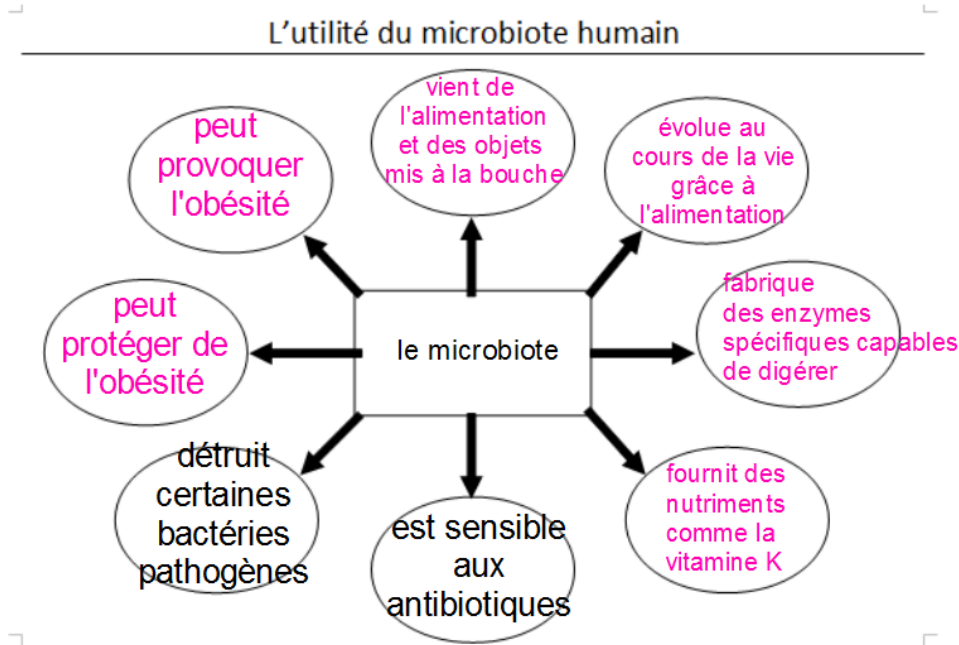 L'utilité du microbiote humain
peut
provoquer
l'obésité
vient de
l'alimentation
et des objets
mis à la bouche
évolue au
cours de la vie
grâce à
l'alimentation
peut
protéger de
l'obésité
le microbiote
fabrique
des enzymes
spécifiques capables
de digérer
détruit
certaines
bactéries
pathogènes
est sensible
aux
antibiotiques
fournit des
nutriments
comme la
vitamine K